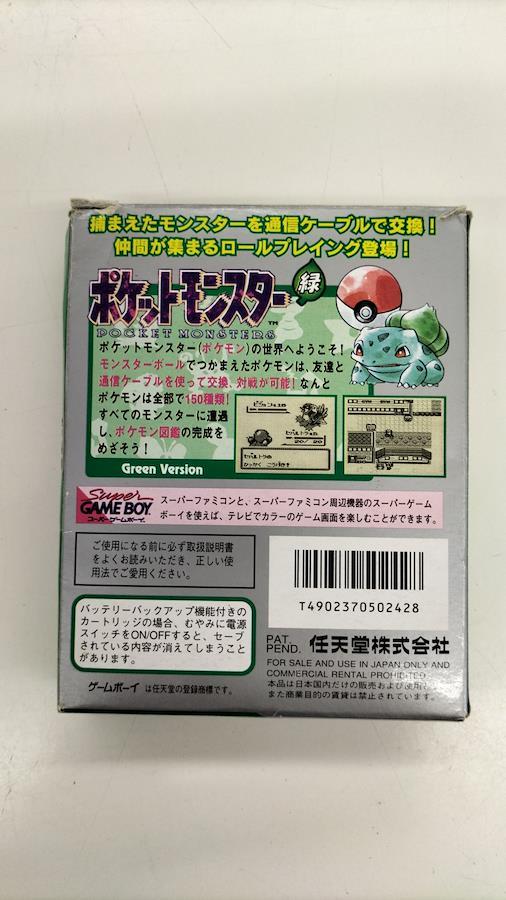 捕まえたモンスターを通信ケーブルで交換!
仲間が集まるロールプレイング登場!
ポケットモンスター 緑
POCKET MONSTERS TM
ポケットモンスター(ポケモン)の世界へようこそ!
モンスターボールでつかまえたポケモンは、友達と
通信ケーブルを使って交換、対戦が可能! なんと
ポケモンは全部で150種類!
すべてのモンスターに遭遇
し、ポケモン図鑑の完成を
めざそう!
Green Version
20/ 20
Super
GAME BOY
スーパーゲームボーイ
スーパーファミコンと、スーパーファミコン周辺機器のスーパーゲーム
ボーイを使えば、テレビでカラーのゲーム画面を楽しむことができます。
ご使用になる前に必ず取扱説明書
をよくお読みいただき、正しい使
用法でご愛用ください。
T4902370502428
バッテリーバックアップ機能付きの
カートリッジの場合、むやみに電源
スイッチをON/OFFすると、セーブ
されている内容が消えてしまうこと
があります。
PAT.
PEND. 任天堂株式会社
FOR SALE AND USE IN JAPAN ONLY AND
COMMERCIAL RENTAL PROHIBITED.
本品は日本国内だけの販売および使用とし、
また商業目的の賃貸は禁止されています。
ゲームボーイ は任天堂の登録商標です。